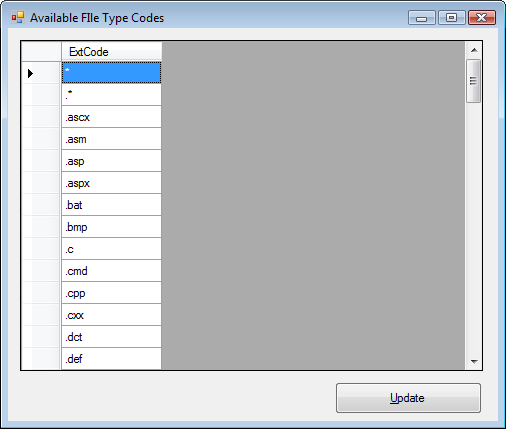 Available FIle Type Codes
ExtCode
*
.*
.ascx
.asm
.asp
.aspx
.bat
.bmp
.c
.cmd
.cpp
.cxx
.dct
.def
Update